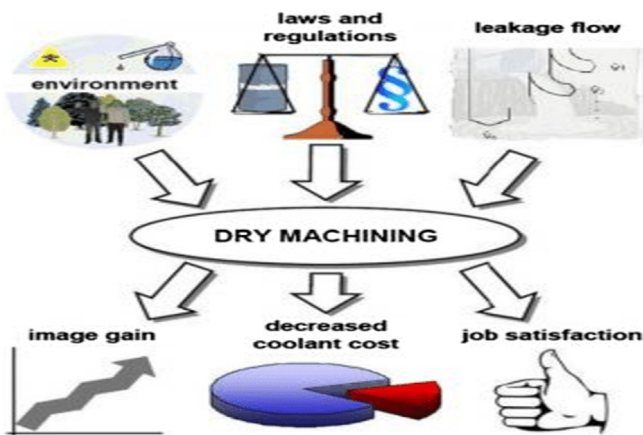 laws and
regulations
leakage flow
environment
§
DRY MACHINING
image gain
decreased
coolant cost
job satisfaction